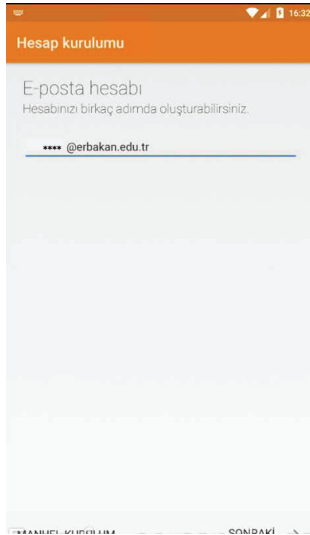 16:32
Hesap kurulumu
E-posta hesabı
Hesabınızı birkaç adımda oluşturabilirsiniz.
**** @erbakan.edu.tr
MANUEL KURULUM SONRAKİ